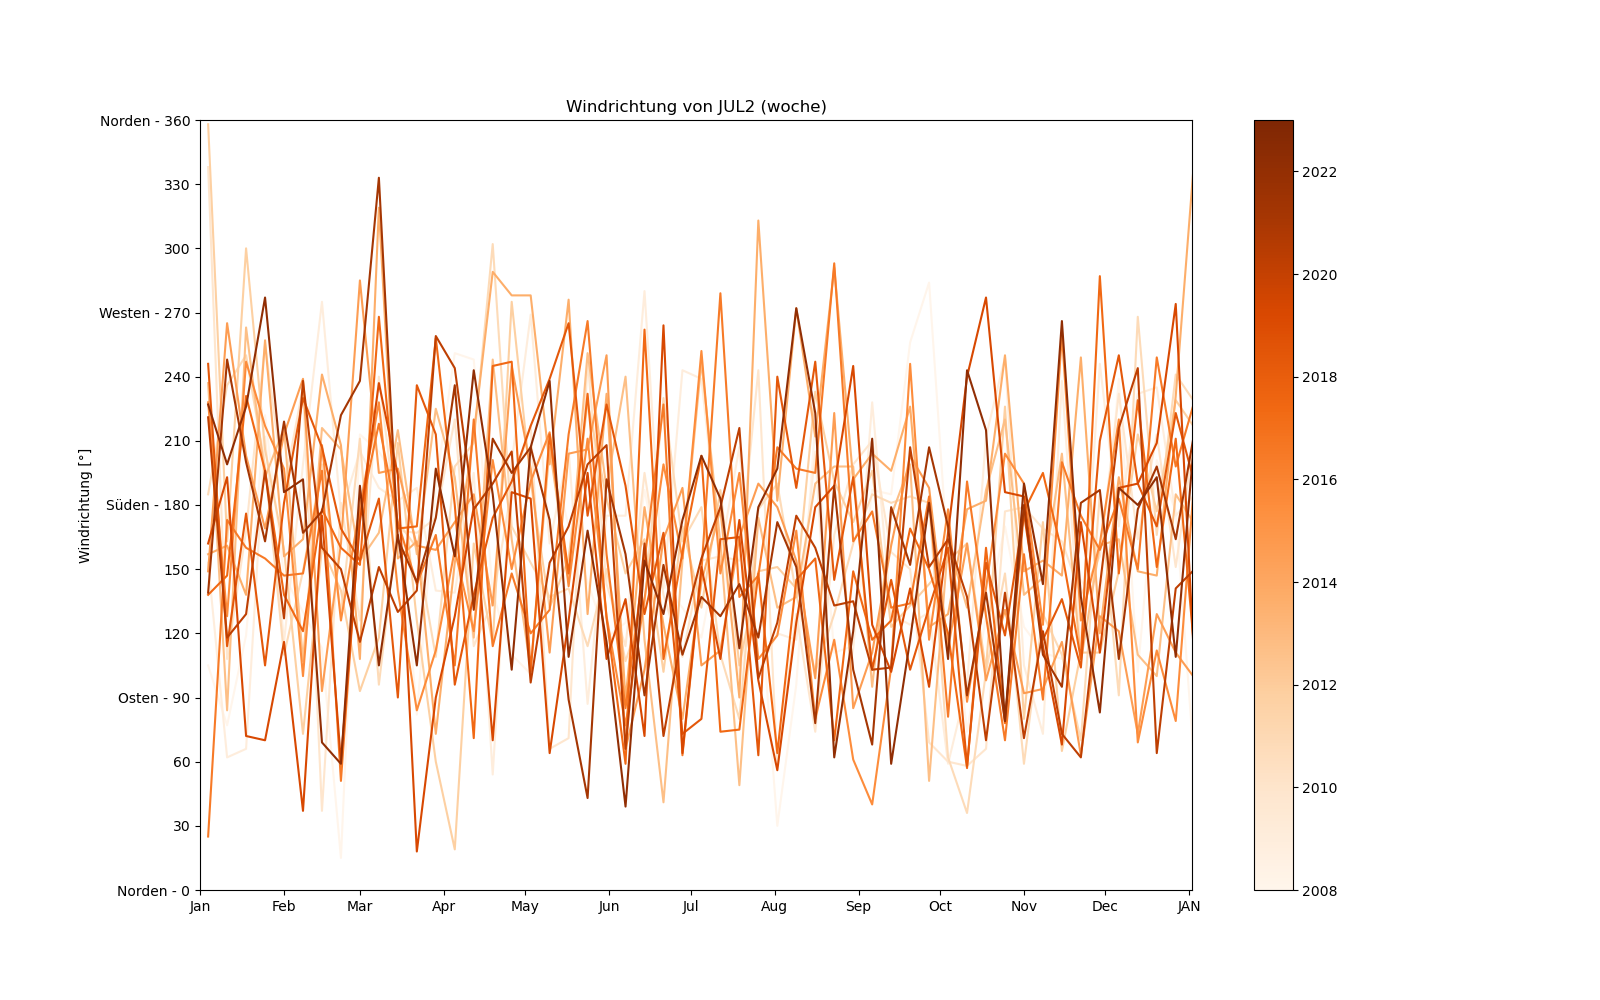 Windrichtung von JUL2 (woche)
Norden - 360
330
300
Westen - 270
240
210
Süden - 180
150
120
Osten - 90
60
30
Norden - 0
Windrichtung [°]
Jan Feb Mar Apr May Jun Jul Aug Sep Oct Nov Dec JAN
2022
2020
2018
2016
2014
2012
2010
2008